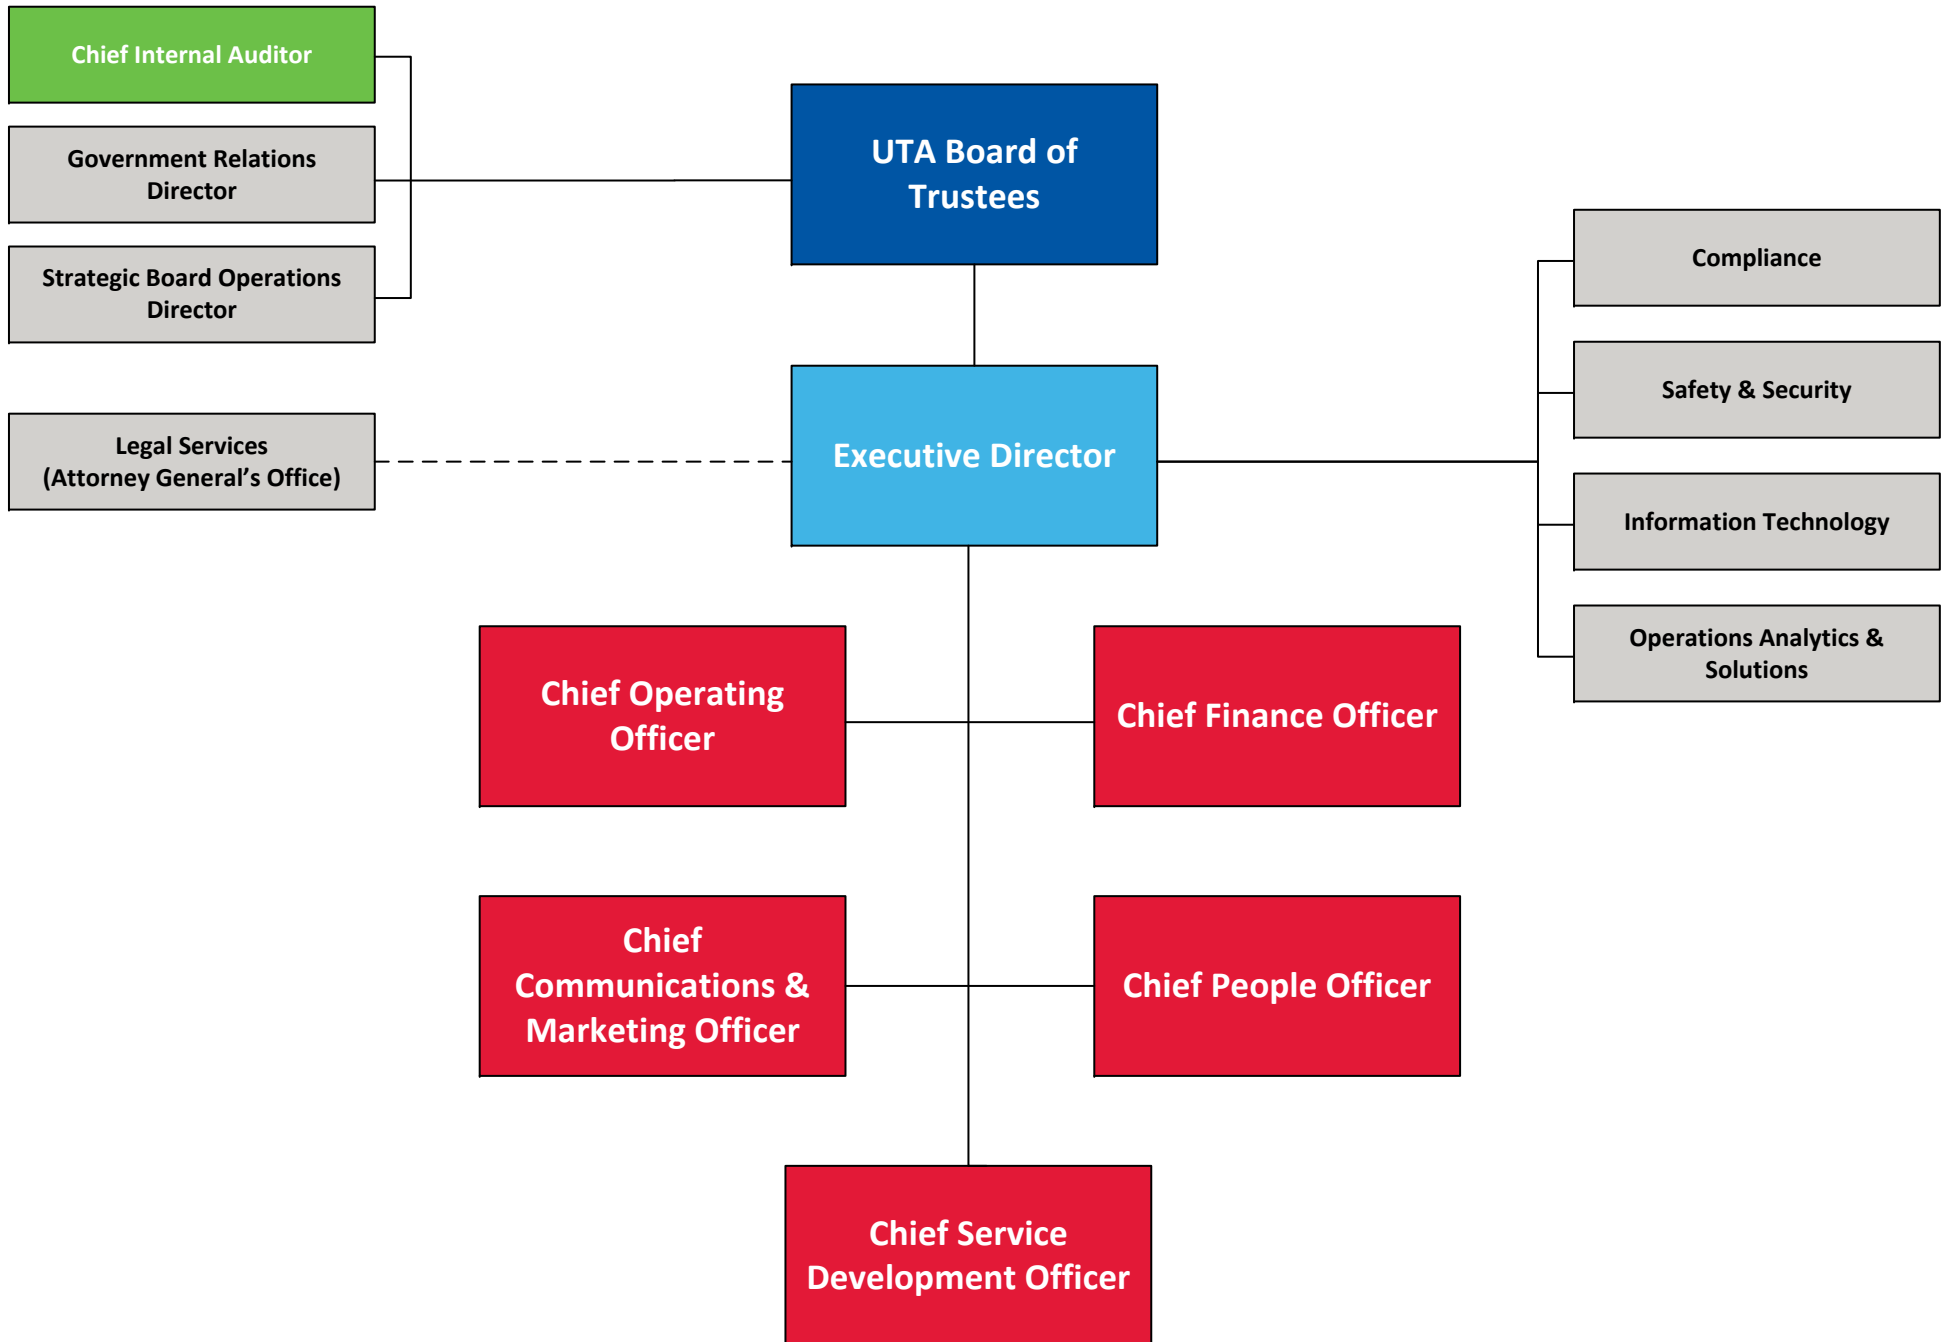 Chief Internal Auditor
Government Relations
Director
Strategic Board Operations
Director
Legal Services
(Attorney General’s Office)
UTA Board of
Trustees
Executive Director
Compliance
Safety & Security
Information Technology
Operations Analytics &
Solutions
Chief Operating
Officer
Chief Finance Officer
Chief
Communications &
Marketing Officer
Chief People Officer
Chief Service
Development Officer